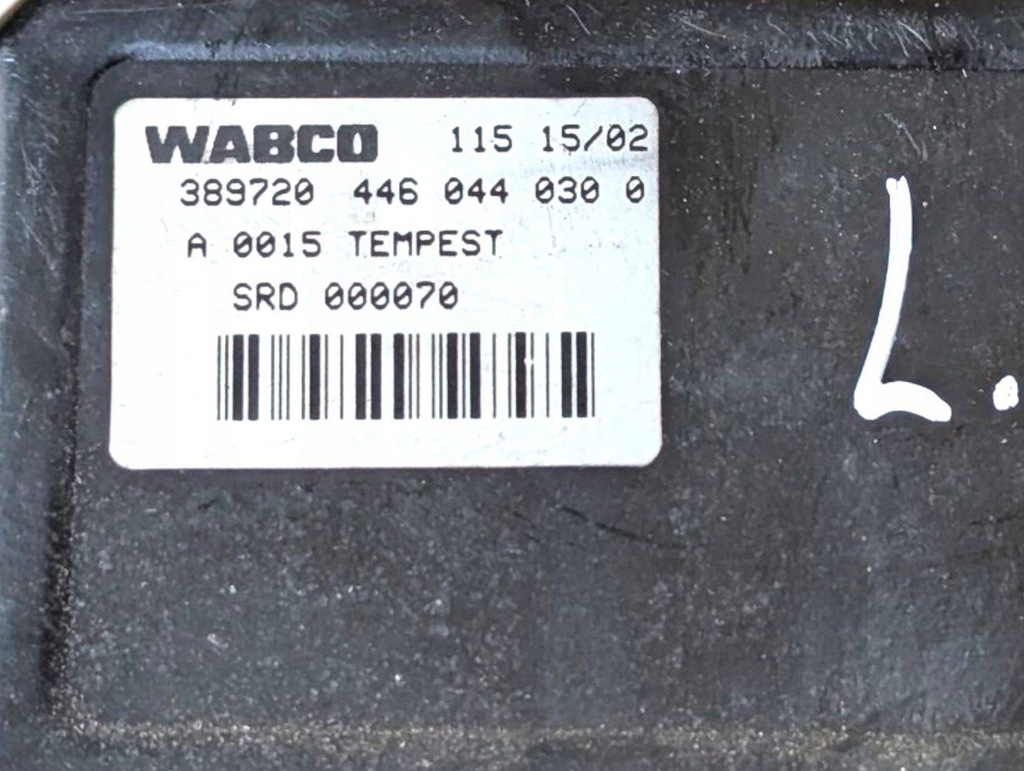 WABCO 115 15/02
389720 446 044 030 0
A 0015 TEMPEST
SRD 000070
L.